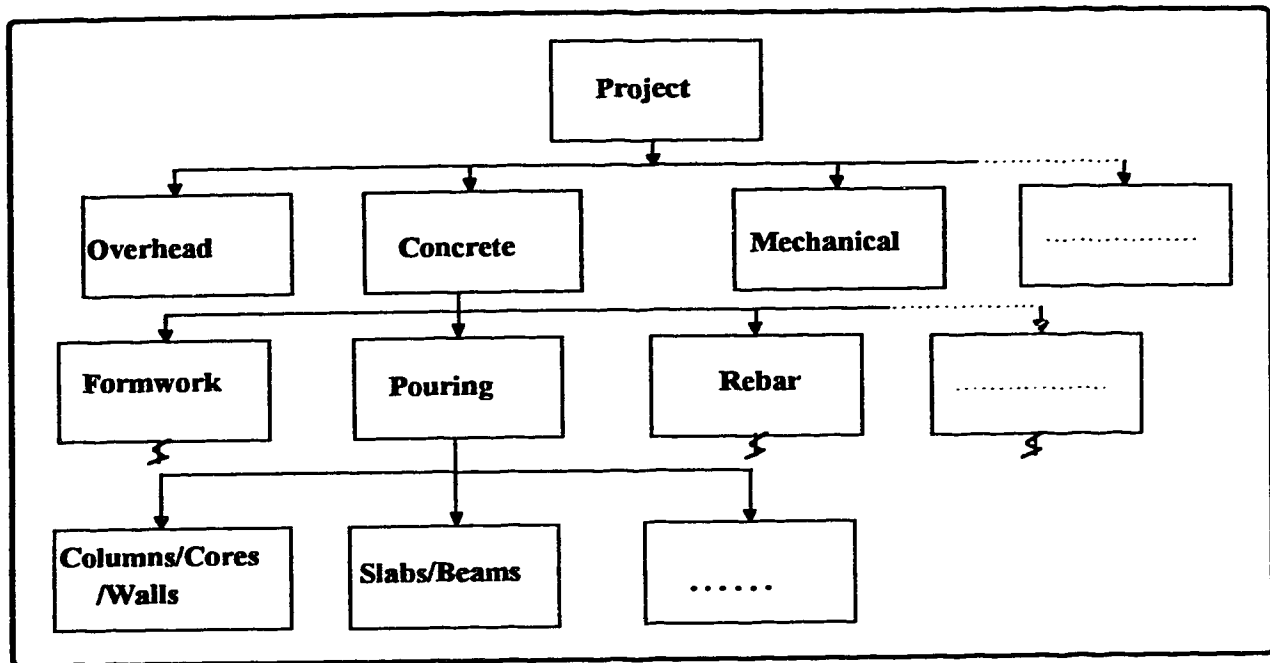 Project
Overhead
Concrete
Mechanical
....................
Formwork
Pouring
Rebar
....................
Columns/Cores
/Walls
Slabs/Beams
......